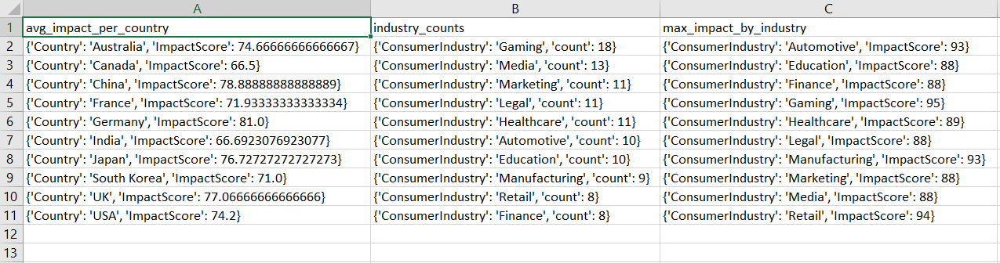 A B C
1 avg_impact_per_country industry_counts max_impact_by_industry
2 {'Country': 'Australia', 'ImpactScore': 74.66666666666667} {'ConsumerIndustry': 'Gaming', 'count': 18} {'ConsumerIndustry': 'Automotive', 'ImpactScore': 93}
3 {'Country': 'Canada', 'ImpactScore': 66.5} {'ConsumerIndustry': 'Media', 'count': 13} {'ConsumerIndustry': 'Education', 'ImpactScore': 88}
4 {'Country': 'China', 'ImpactScore': 78.88888888888889} {'ConsumerIndustry': 'Marketing', 'count': 11} {'ConsumerIndustry': 'Finance', 'ImpactScore': 88}
5 {'Country': 'France', 'ImpactScore': 71.93333333333334} {'ConsumerIndustry': 'Legal', 'count': 11} {'ConsumerIndustry': 'Gaming', 'ImpactScore': 95}
6 {'Country': 'Germany', 'ImpactScore': 81.0} {'ConsumerIndustry': 'Healthcare', 'count': 11} {'ConsumerIndustry': 'Healthcare', 'ImpactScore': 89}
7 {'Country': 'India', 'ImpactScore': 66.6923076923077} {'ConsumerIndustry': 'Automotive', 'count': 10} {'ConsumerIndustry': 'Legal', 'ImpactScore': 88}
8 {'Country': 'Japan', 'ImpactScore': 76.72727272727273} {'ConsumerIndustry': 'Education', 'count': 10} {'ConsumerIndustry': 'Manufacturing', 'ImpactScore': 93}
9 {'Country': 'South Korea', 'ImpactScore': 71.0} {'ConsumerIndustry': 'Manufacturing', 'count': 9} {'ConsumerIndustry': 'Marketing', 'ImpactScore': 88}
10 {'Country': 'UK', 'ImpactScore': 77.06666666666666} {'ConsumerIndustry': 'Retail', 'count': 8} {'ConsumerIndustry': 'Media', 'ImpactScore': 88}
11 {'Country': 'USA', 'ImpactScore': 74.2} {'ConsumerIndustry': 'Finance', 'count': 8} {'ConsumerIndustry': 'Retail', 'ImpactScore': 94}
12
13